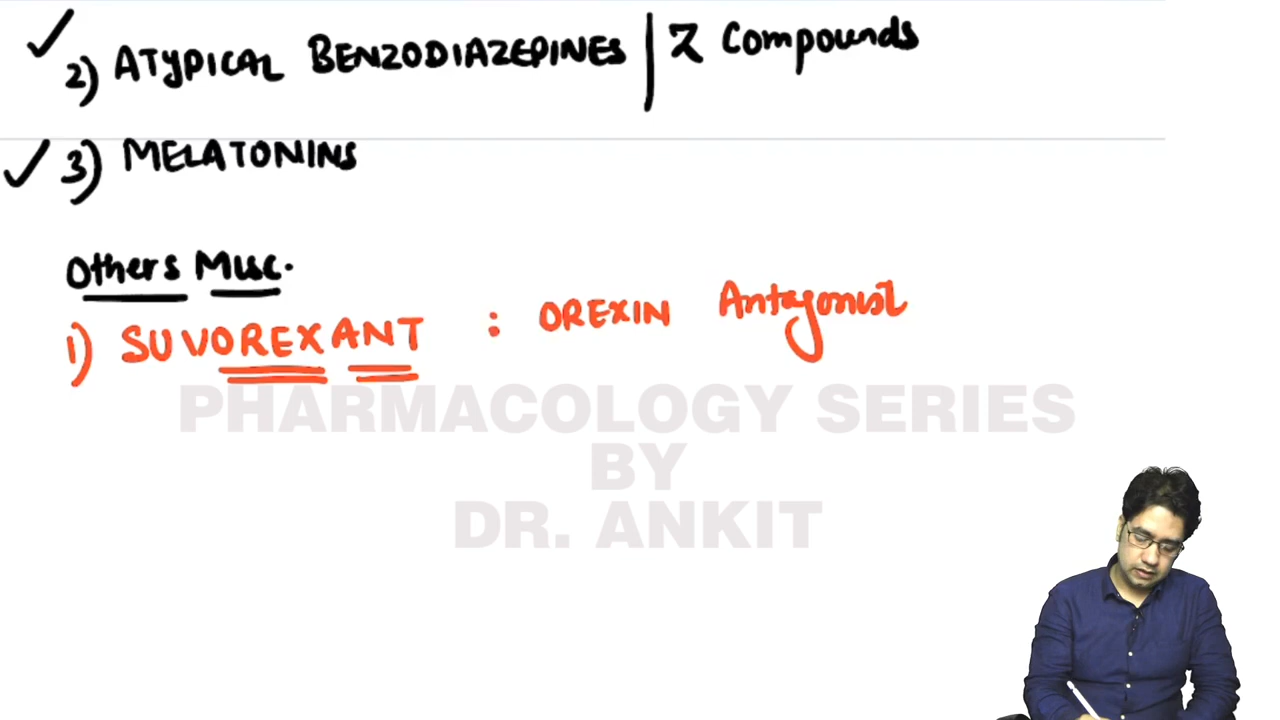 2) ATYPICAL BENZODIAZEPINES | Z Compounds
3) MELATONINS
Others Misc.
1) SUVOREXANT : OREXIN Antagonist
PHARMACOLOGY SERIES
BY
DR. ANKIT